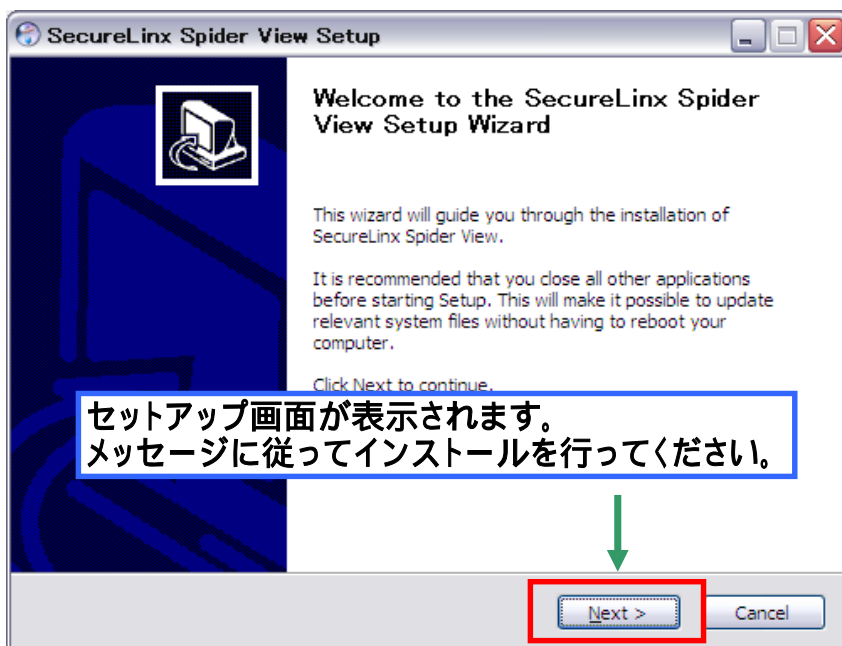 SecureLinx Spider View Setup
Welcome to the SecureLinx Spider
View Setup Wizard
This wizard will guide you through the installation of
SecureLinx Spider View.
It is recommended that you close all other applications
before starting Setup. This will make it possible to update
relevant system files without having to reboot your
computer.
Click Next to continue.
セットアップ画面が表示されます。
メッセージに従ってインストールを行ってください。
Next >
Cancel